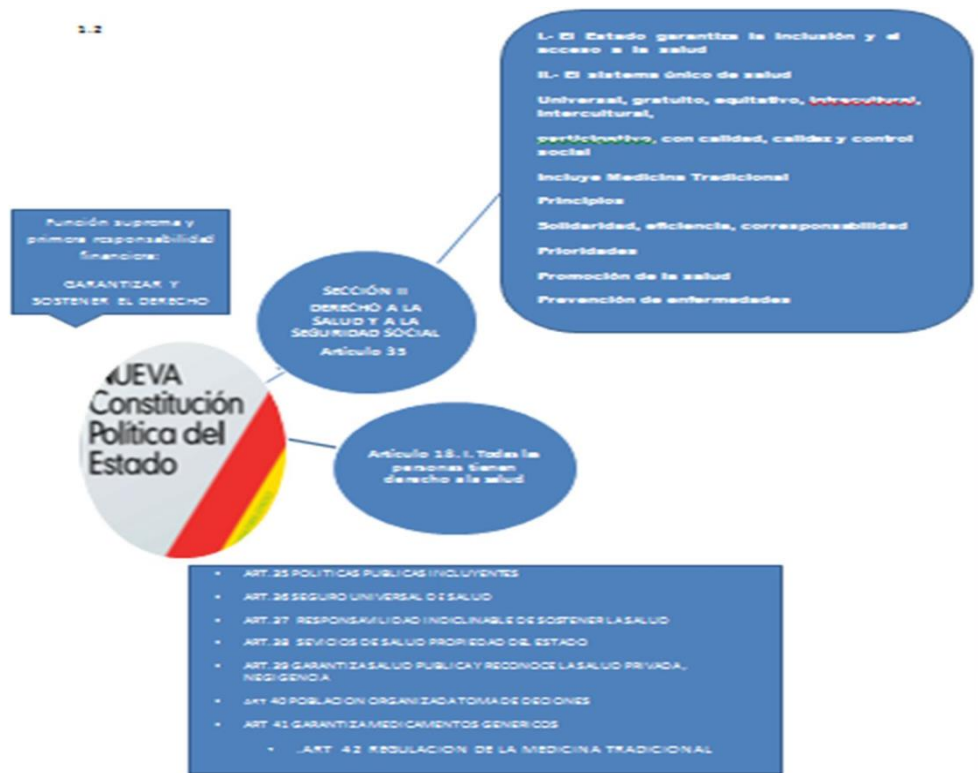 1.2
I.- El Estado garantiza la inclusión y el
acceso a la salud
II.- El sistema único de salud
Universal, gratuito, equitativo, intracultural,
intercultural,
participativo, con calidad, calidez y control
social
Incluye Medicina Tradicional
Principios
Solidaridad, eficiencia, corresponsabilidad
Prioridades
Promoción de la salud
Prevención de enfermedades
Función suprema y
primera responsabilidad
financiera:
GARANTIZAR Y
SOSTENER EL DERECHO
SECCIÓN II
DERECHO A LA
SALUD Y A LA
SEGURIDAD SOCIAL
Artículo 35
NUEVA
Constitución
Política del
Estado
Artículo 18. I. Todas las
personas tienen
derecho a la salud
• ART.35 POLITICAS PUBLICAS INCLUYENTES
• ART.36 SEGURO UNIVERSAL DE SALUD
• ART.37 RESPONSAVILIDAD INDICLINABLE DE SOSTENER LA SALUD
• ART.38 SEVICIOS DE SALUD PROPIEDAD DEL ESTADO
• ART.39 GARANTIZA SALUD PUBLICA Y RECONOCE LA SALUD PRIVADA,
NEGIGENCIA
• ART 40 POBLACION ORGANIZADA TOMA DE DECIONES
• ART 41 GARANTIZA MEDICAMENTOS GENERICOS
• .ART 42 REGULACION DE LA MEDICINA TRADICIONAL